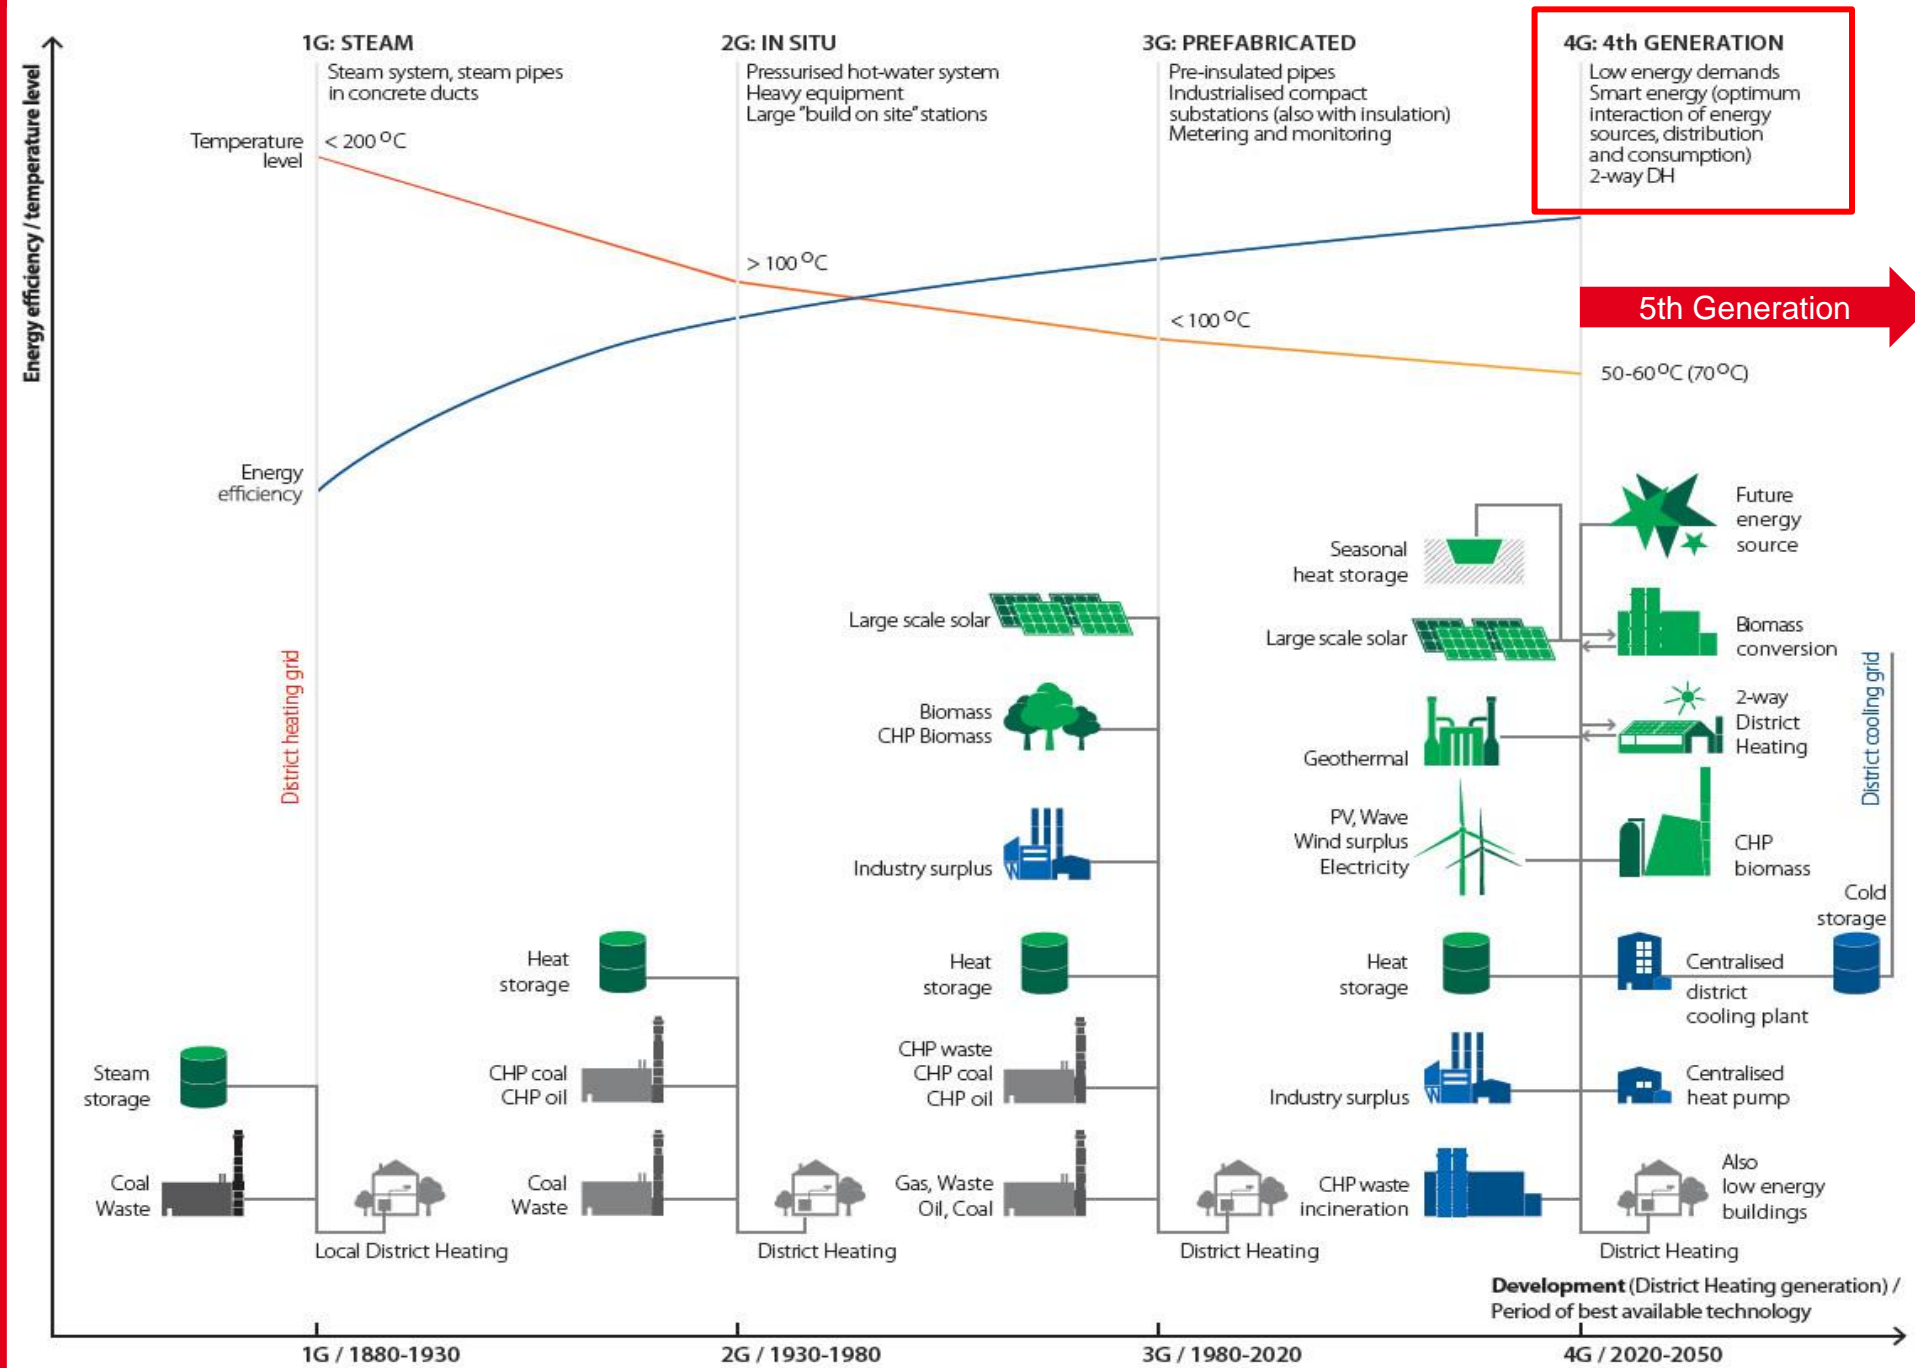 1G: STEAM
Steam system, steam pipes
in concrete ducts
2G: IN SITU
Pressurised hot-water system
Heavy equipment
Large "build on site" stations
3G: PREFABRICATED
Pre-insulated pipes
Industrialised compact
substations (also with insulation)
Metering and monitoring
4G: 4th GENERATION
Low energy demands
Smart energy (optimum
interaction of energy
sources, distribution
and consumption)
2-way DH
Energy efficiency / temperature level
Temperature
level
< 200 °C
> 100 °C
< 100 °C
50-60 °C (70 °C)
5th Generation
Energy
efficiency
District heating grid
Steam
storage
Coal
Waste
Local District Heating
Heat
storage
CHP coal
CHP oil
Coal
Waste
District Heating
Large scale solar
Biomass
CHP Biomass
Industry surplus
Heat
storage
CHP waste
CHP coal
CHP oil
Gas, Waste
Oil, Coal
District Heating
Seasonal
heat storage
Large scale solar
Geothermal
PV, Wave
Wind surplus
Electricity
Heat
storage
Industry surplus
CHP waste
incineration
Future
energy
source
Biomass
conversion
2-way
District
Heating
CHP
biomass
Cold
storage
Centralised
district
cooling plant
Centralised
heat pump
Also
low energy
buildings
District Heating
District cooling grid
Development (District Heating generation) /
Period of best available technology
1G / 1880-1930
2G / 1930-1980
3G / 1980-2020
4G / 2020-2050